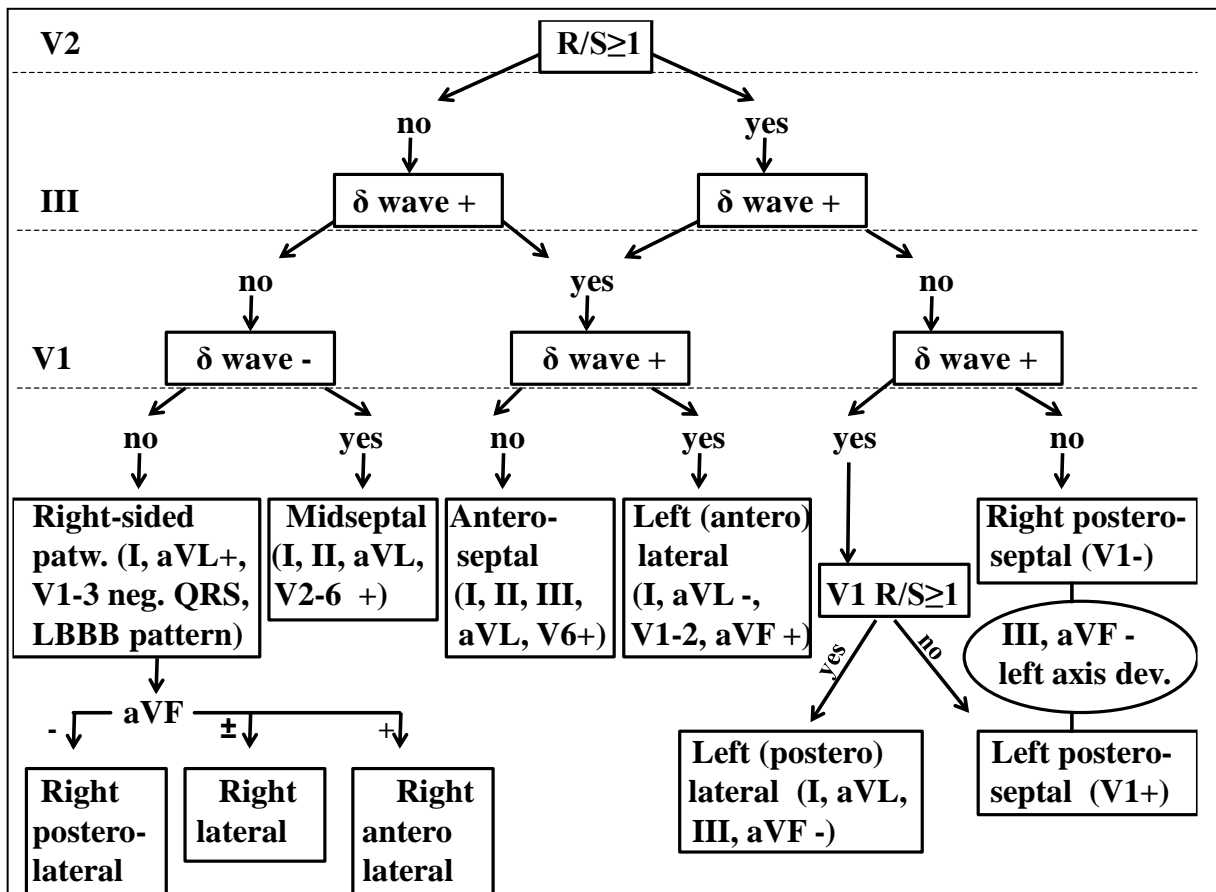 V2
R/S≥1
no
yes
III
δ wave +
δ wave +
no
yes
no
V1
δ wave -
δ wave +
δ wave +
no
yes
no
yes
yes
no
Right-sided
patw. (I, aVL+,
V1-3 neg. QRS,
LBBB pattern)
Midseptal
(I, II, aVL,
V2-6 +)
Antero-
septal
(I, II, III,
aVL, V6+)
Left (antero)
lateral
(I, aVL -,
V1-2, aVF +)
V1 R/S≥1
Right postero-
septal (V1-)
yes
no
III, aVF -
left axis dev.
aVF
-
±
+
Right
postero-
lateral
Right
lateral
Right
antero
lateral
Left (postero)
lateral (I, aVL,
III, aVF -)
Left postero-
septal (V1+)